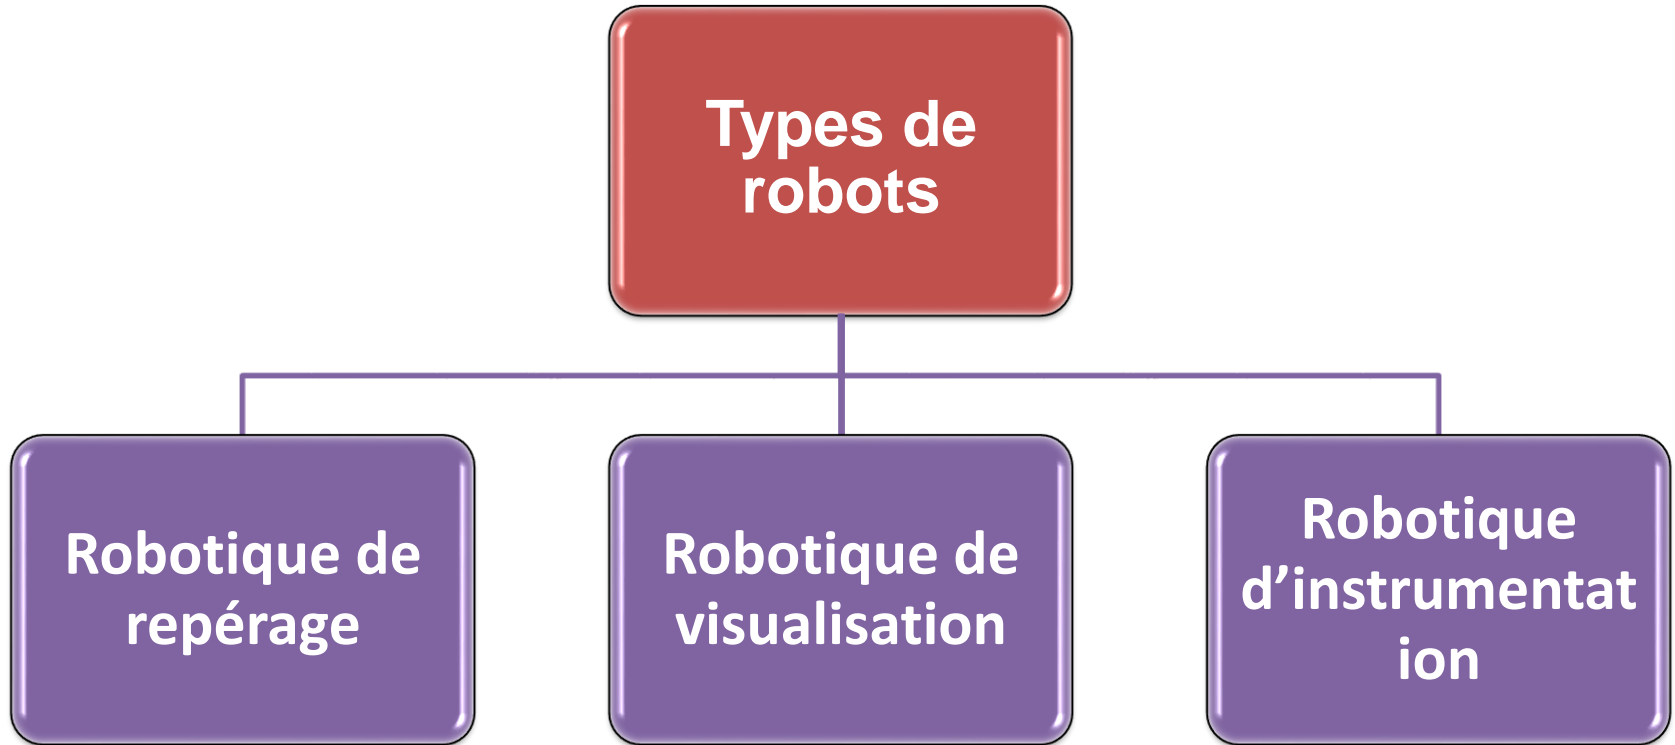 Types de
robots
Robotique de
repérage
Robotique de
visualisation
Robotique
d’instrumentat
ion